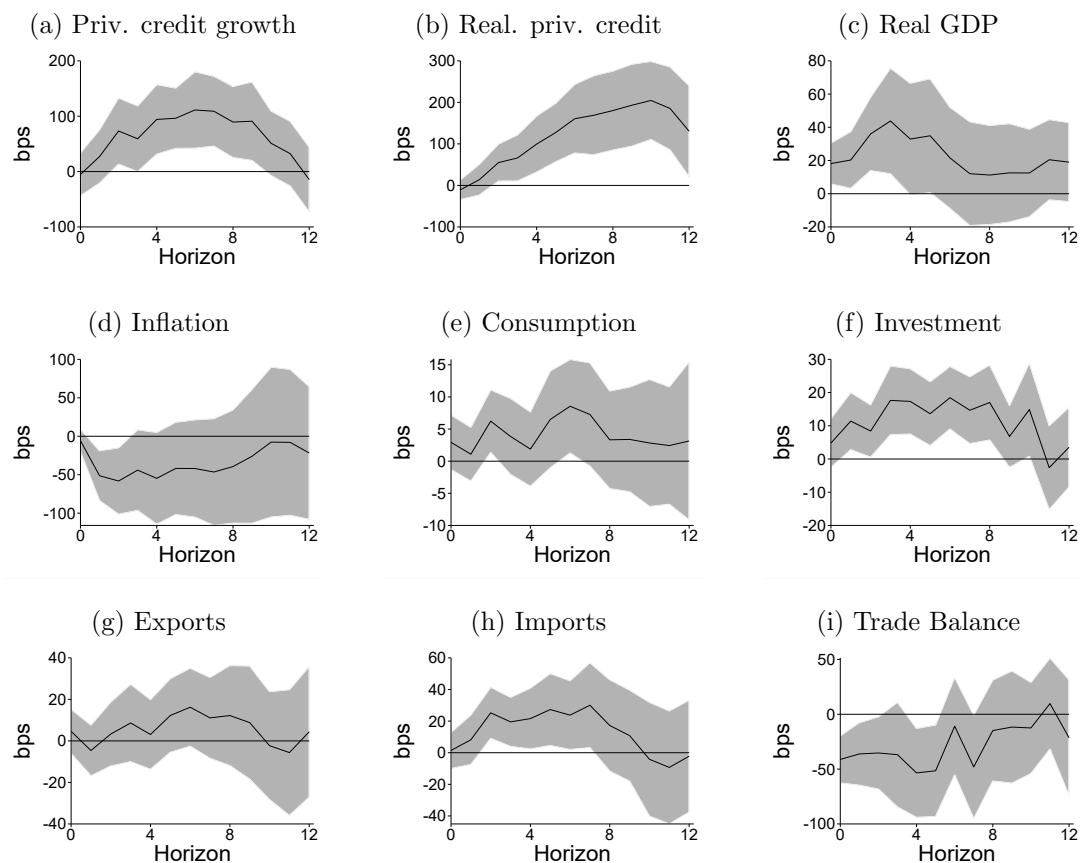 (a) Priv. credit growth
200
100
0
-100
bps
0 4 8 12
Horizon
(b) Real. priv. credit
300
200
100
0
-100
bps
0 4 8 12
Horizon
(c) Real GDP
80
60
40
20
0
-20
bps
0 4 8 12
Horizon
(d) Inflation
100
50
0
-50
-100
bps
0 4 8 12
Horizon
(e) Consumption
15
10
5
0
-5
-10
bps
0 4 8 12
Horizon
(f) Investment
30
20
10
0
-10
-20
bps
0 4 8 12
Horizon
(g) Exports
40
20
0
-20
-40
bps
0 4 8 12
Horizon
(h) Imports
60
40
20
0
-20
-40
bps
0 4 8 12
Horizon
(i) Trade Balance
50
0
-50
-100
bps
0 4 8 12
Horizon